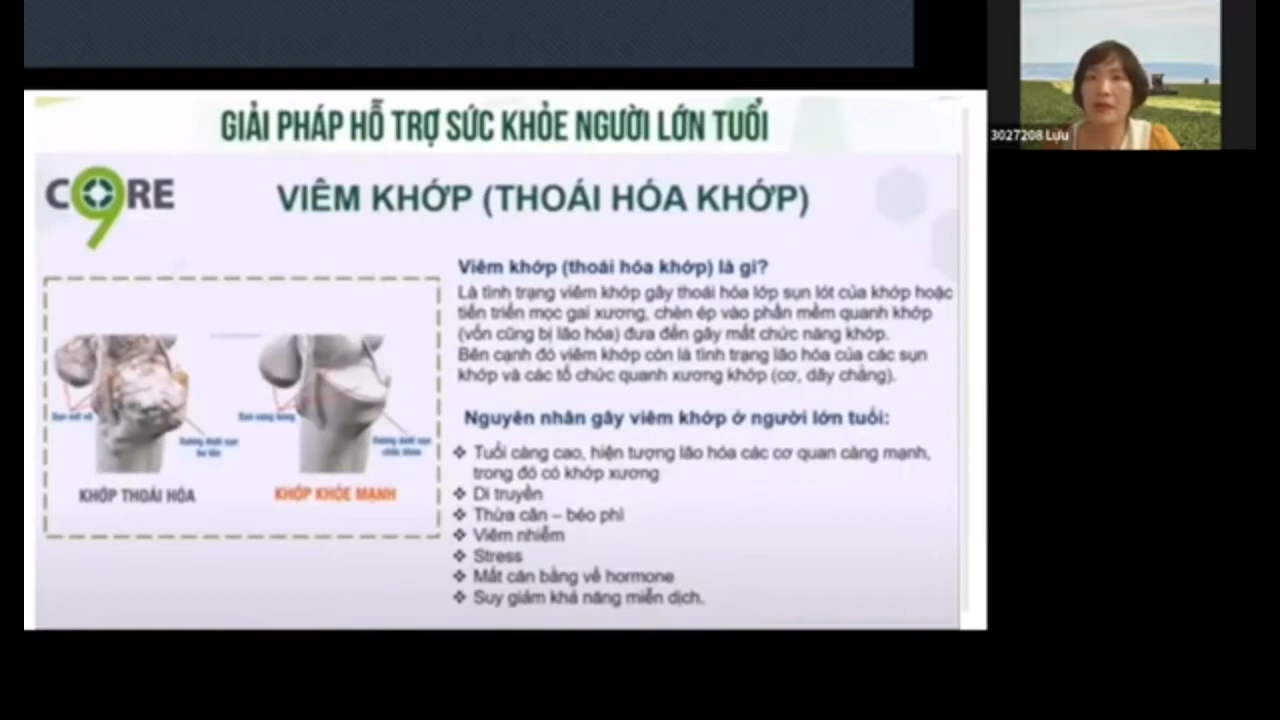 GIẢI PHÁP HỖ TRỢ SỨC KHỎE NGƯỜI LỚN TUỔI
3027208 Lựu
CORE
9
VIÊM KHỚP (THOÁI HÓA KHỚP)
Viêm khớp (thoái hóa khớp) là gì?
Là tình trạng viêm khớp gây thoái hóa lớp sụn lót của khớp hoặc
tiến triển mọc gai xương, chèn ép vào phần mềm quanh khớp
(vốn cũng bị lão hóa) đưa đến gây mất chức năng khớp.
Bên cạnh đó viêm khớp còn là tình trạng lão hóa của các sụn
khớp và các tổ chức quanh xương khớp (cơ, dây chằng).
Nguyên nhân gây viêm khớp ở người lớn tuổi:
❖ Tuổi càng cao, hiện tượng lão hóa các cơ quan càng mạnh,
trong đó có khớp xương
❖ Di truyền
❖ Thừa cân – béo phì
❖ Viêm nhiễm
❖ Stress
❖ Mất cân bằng về hormone
❖ Suy giảm khả năng miễn dịch.
KHỚP THOÁI HÓA
KHỚP KHỎE MẠNH